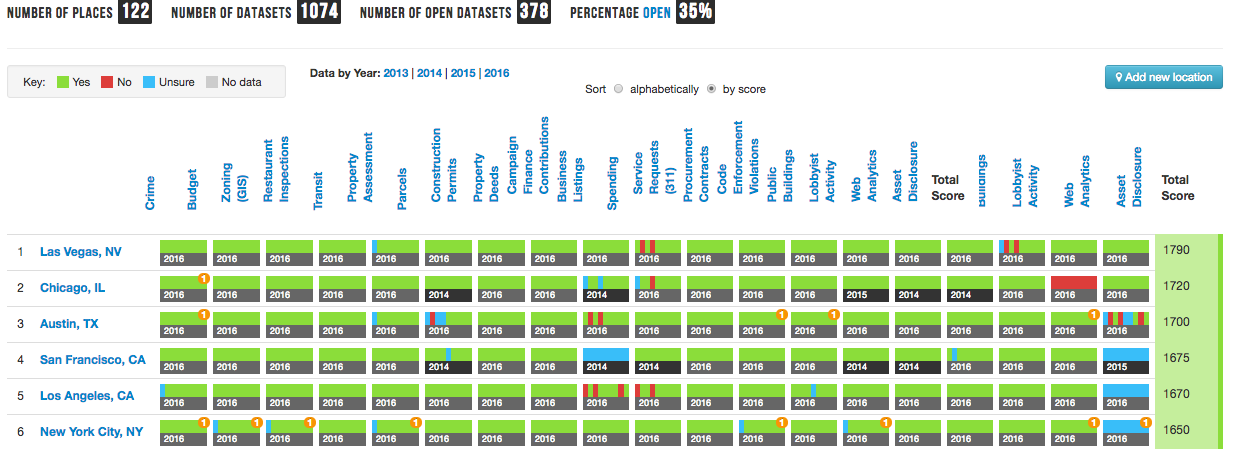 NUMBER OF PLACES 122 NUMBER OF DATASETS 1074 NUMBER OF OPEN DATASETS 378 PERCENTAGE OPEN 35%
Key: Yes No Unsure No data
Data by Year: 2013 | 2014 | 2015 | 2016
Sort alphabetically by score
Add new location
Crime
Budget
Zoning
(GIS)
Restaurant
Inspections
Transit
Property
Assessment
Parcels
Construction
Permits
Property
Deeds
Campaign
Finance
Contributions
Business
Listings
Spending
Service
Requests
(311)
Procurement
Contracts
Code
Enforcement
Violations
Public
Buildings
Lobbyist
Activity
Web
Analytics
Asset
Disclosure
Total
Score
Buildings
Lobbyist
Activity
Web
Analytics
Asset
Disclosure
Total
Score
1 Las Vegas, NV 1790
2016 2016 2016 2016 2016 2016 2016 2016 2016 2016 2016 2016 2016 2016 2016 2016 2016 2016 2016
2 Chicago, IL 1 1720
2016 2016 2016 2016 2016 2014 2016 2016 2014 2016 2016 2016 2016 2015 2014 2014 2016 2016 2016
3 Austin, TX 1 1 1 1 1700
2016 2016 2016 2016 2016 2016 2016 2016 2016 2016 2016 2016 2016 2016 2016 2016 2016 2016 2016
4 San Francisco, CA 1675
2016 2016 2016 2016 2016 2014 2016 2016 2014 2014 2016 2016 2016 2014 2014 2016 2016 2016 2015
5 Los Angeles, CA 1670
2016 2016 2016 2016 2016 2016 2016 2016 2016 2016 2016 2016 2016 2016 2016 2016 2016 2016 2016
6 New York City, NY 1 1 1 1 1 1 1 1 1650
2016 2016 2016 2016 2016 2016 2016 2016 2016 2016 2016 2016 2016 2016 2016 2016 2016 2016 2016